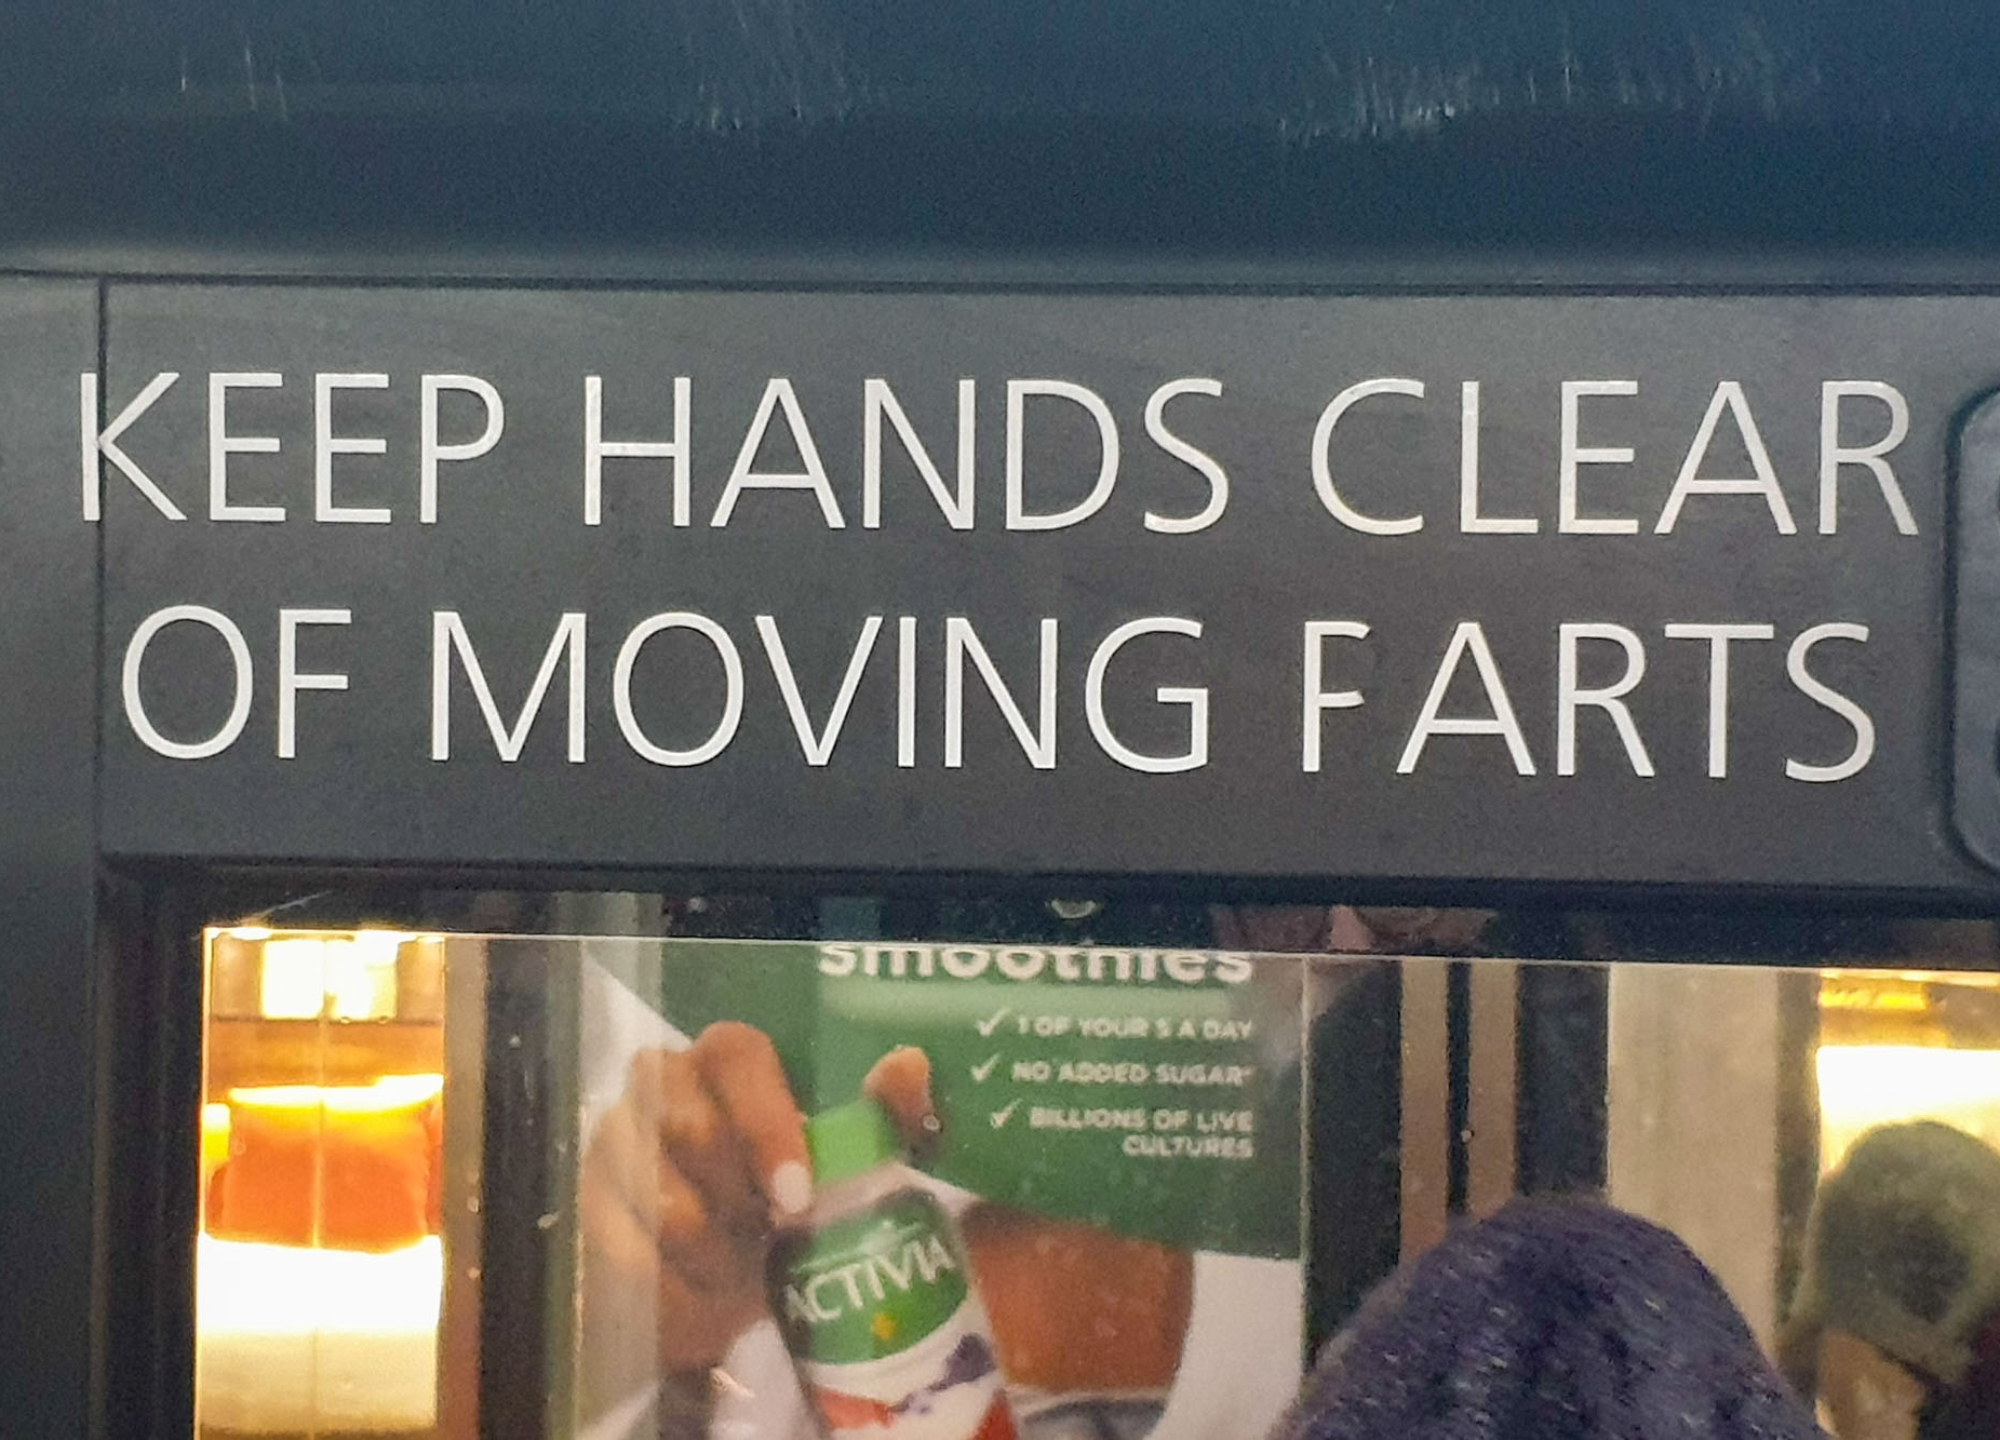 KEEP HANDS CLEAR
OF MOVING FARTS
smoothies
✓ 1 OF YOUR 5 A DAY
✓ NO ADDED SUGAR*
✓ BILLIONS OF LIVE
CULTURES
ACTIVIA